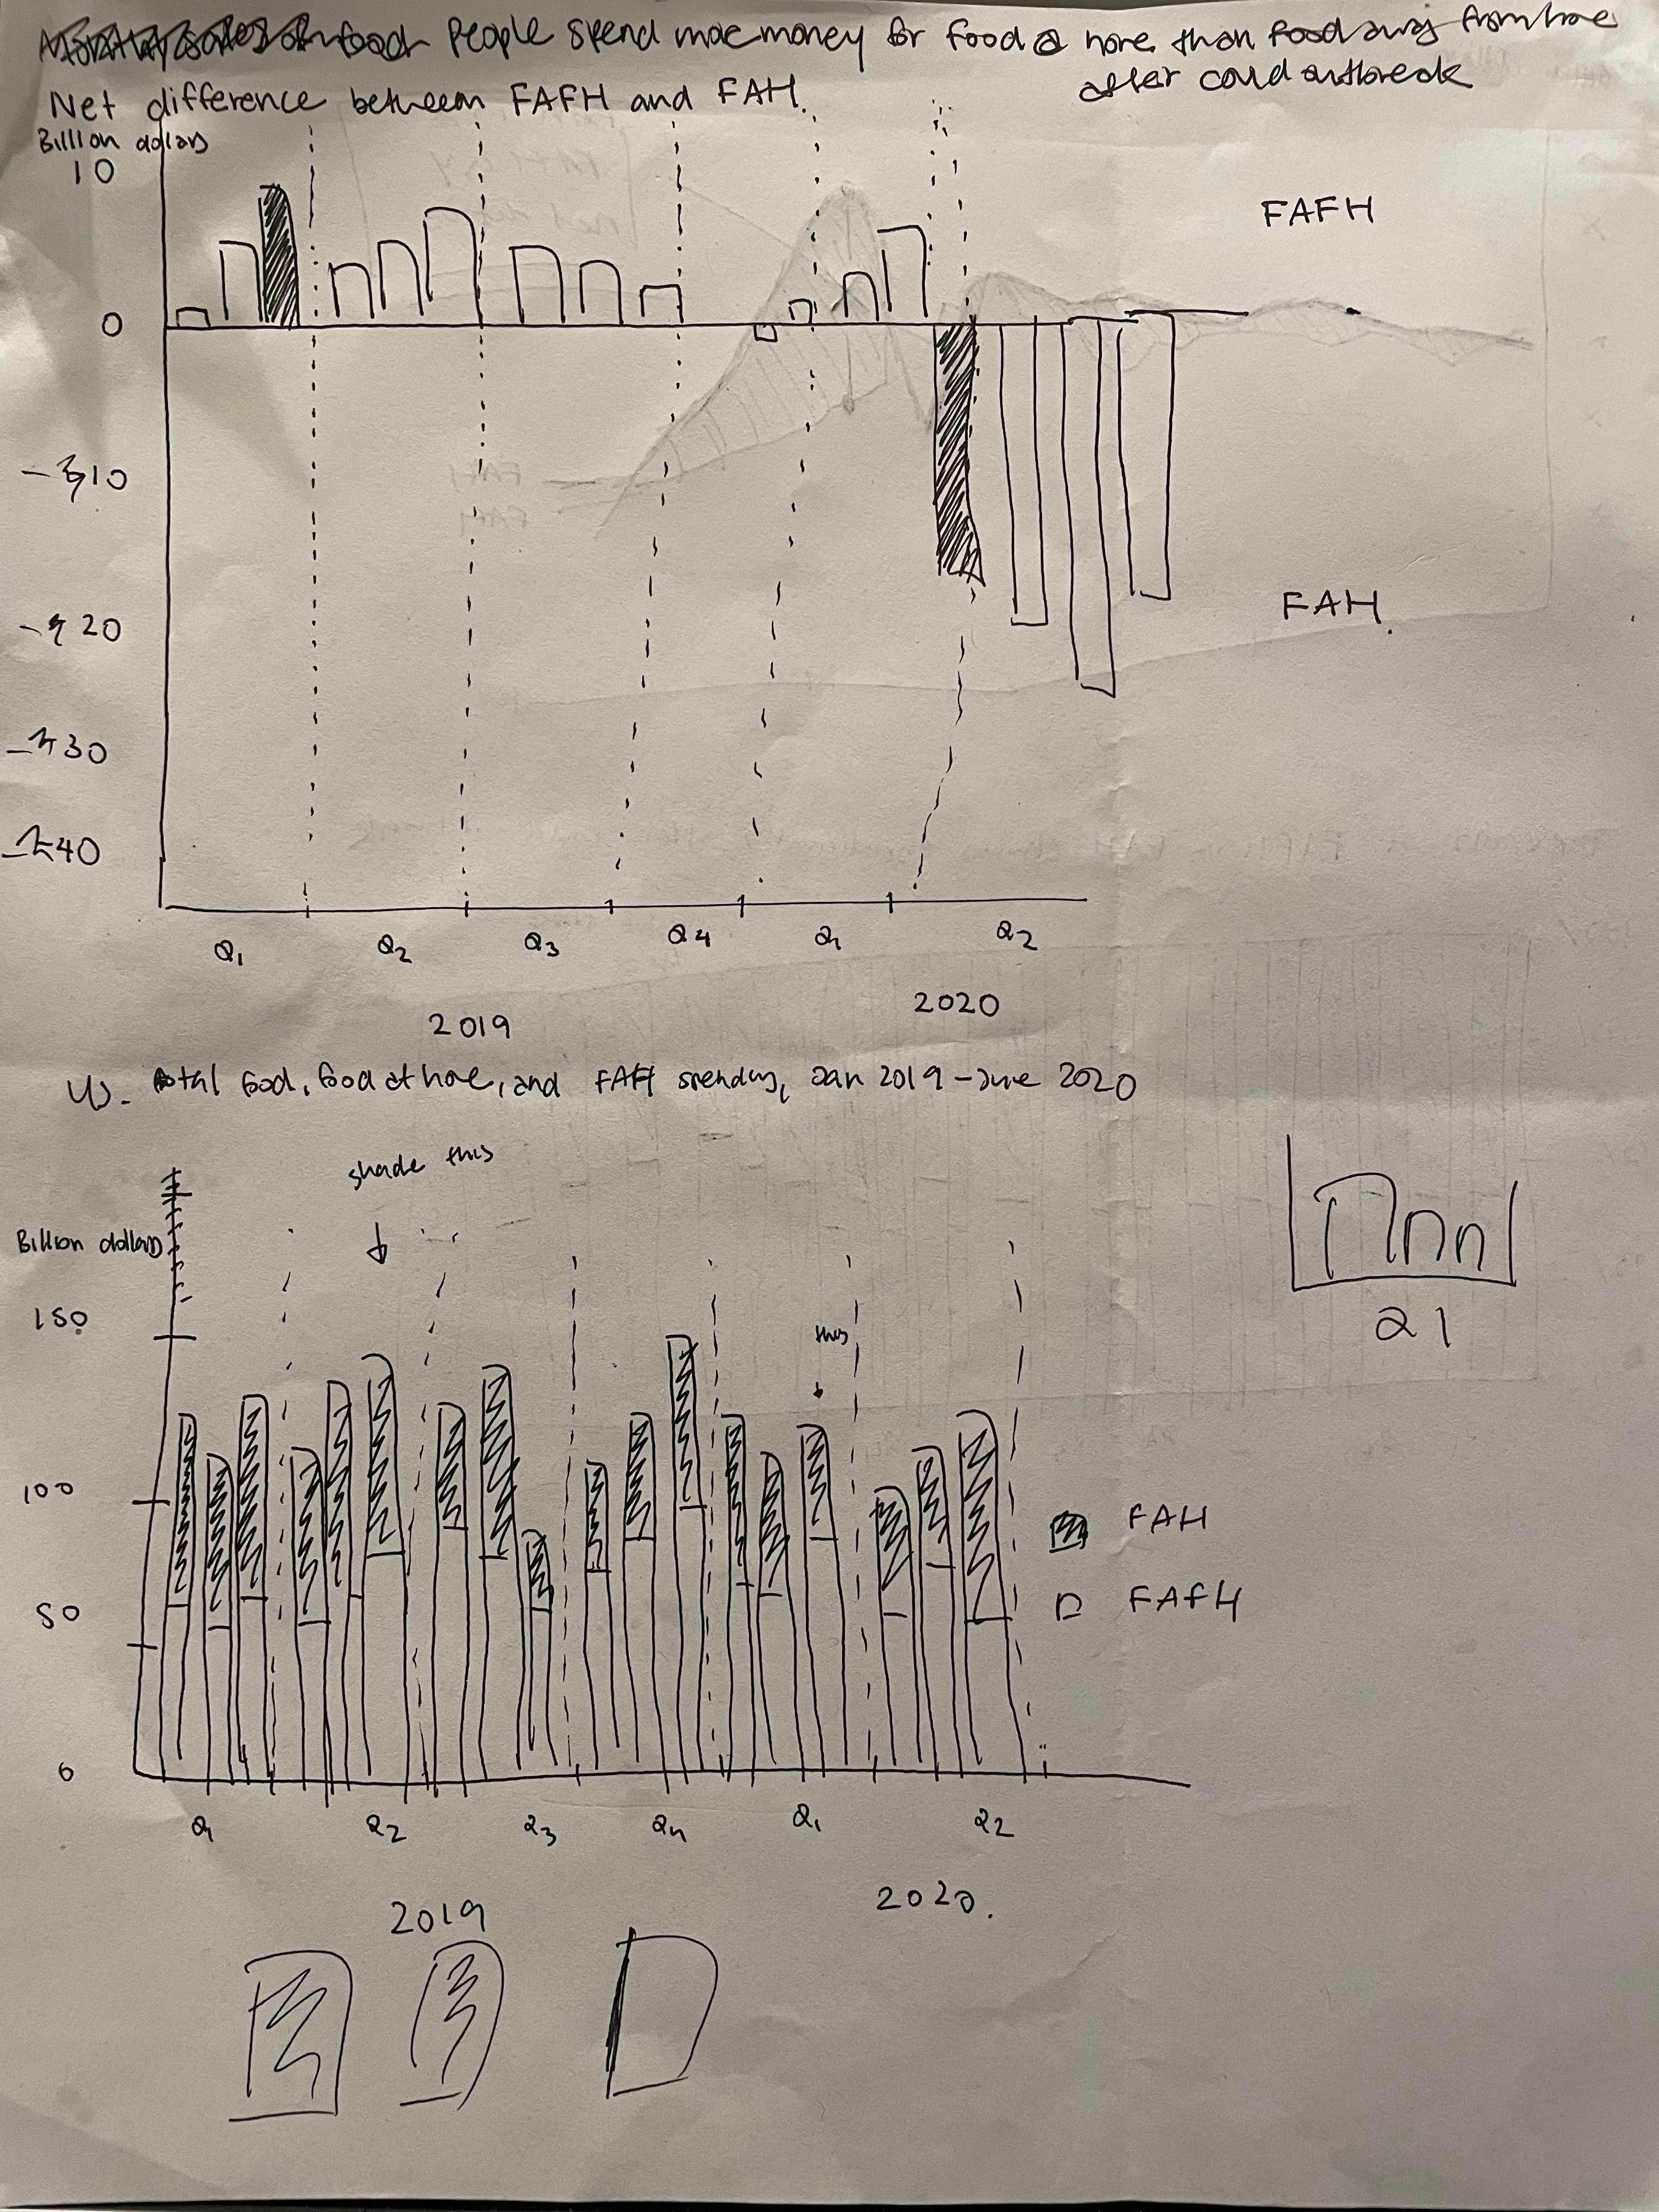 People spend more money for food @ home than food away from home
after covid outbreak
Net difference between FAFH and FAH.
Billion dollars
10
FAFH
0
-$10
-$20
FAH.
-$30
-$40
Q1 Q2 Q3 Q4 Q1 Q2
2019 2020
total food, food at home, and FAFH spending, Jan 2019 - June 2020
shade this
Billion dollars
150
this
Q1
100
FAH
50
FAFH
0
Q1 Q2 Q3 Q4 Q1 Q2
2019 2020.